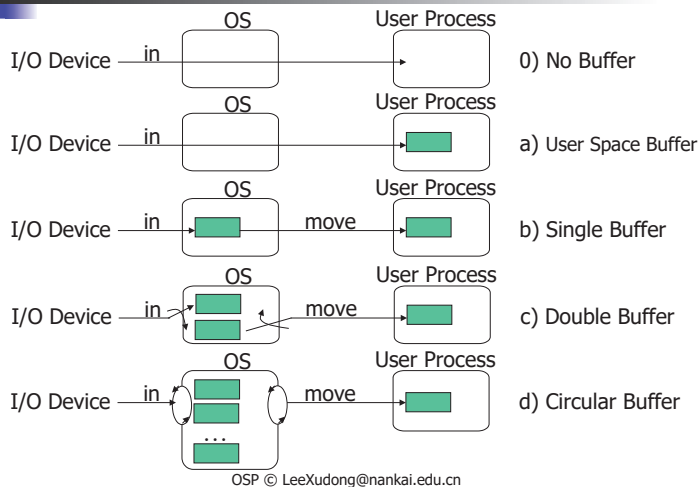 OS User Process
I/O Device in 0) No Buffer
OS User Process
I/O Device in a) User Space Buffer
OS User Process
I/O Device in move b) Single Buffer
OS User Process
I/O Device in move c) Double Buffer
OS User Process
I/O Device in move d) Circular Buffer
...
OSP © LeeXudong@nankai.edu.cn